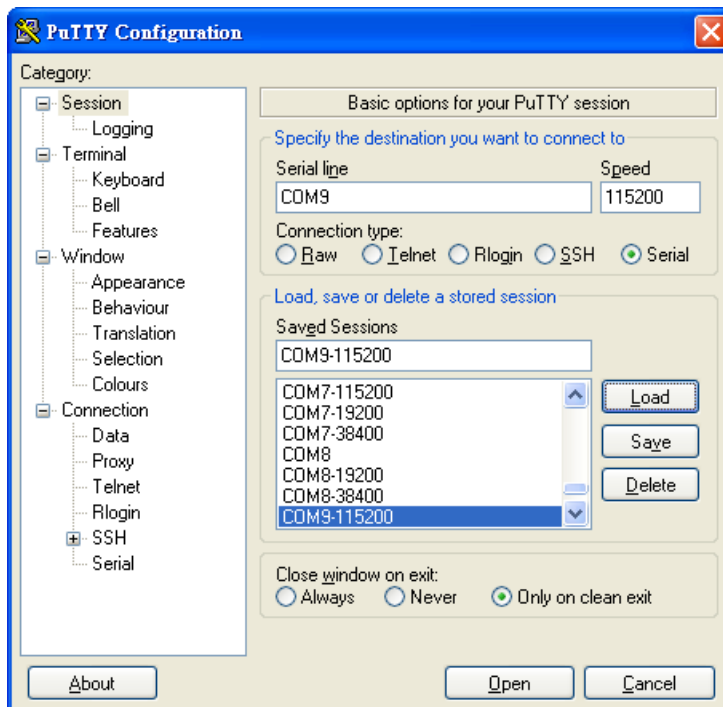 PuTTY Configuration
Category:
Session
Logging
Terminal
Keyboard
Bell
Features
Window
Appearance
Behaviour
Translation
Selection
Colours
Connection
Data
Proxy
Telnet
Rlogin
SSH
Serial
Basic options for your PuTTY session
Specify the destination you want to connect to
Serial line Speed
COM9 115200
Connection type:
Raw Telnet Rlogin SSH Serial
Load, save or delete a stored session
Saved Sessions
COM9-115200
COM7-115200
COM7-19200
COM7-38400
COM8
COM8-19200
COM8-38400
COM9-115200
Load
Save
Delete
Close window on exit:
Always Never Only on clean exit
About Open Cancel